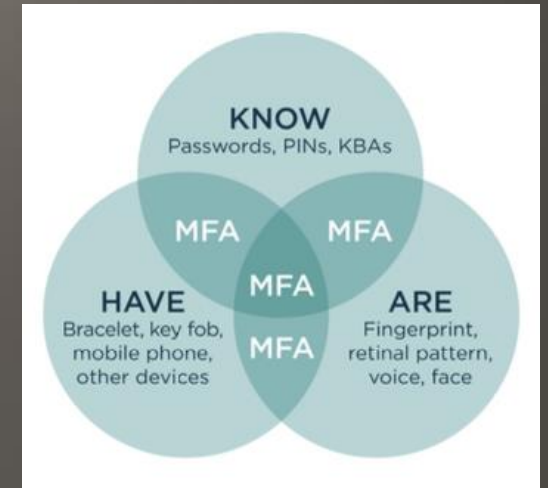 KNOW
Passwords, PINs, KBAs
MFA
MFA
MFA
HAVE
Bracelet, key fob,
mobile phone,
other devices
MFA
ARE
Fingerprint,
retinal pattern,
voice, face